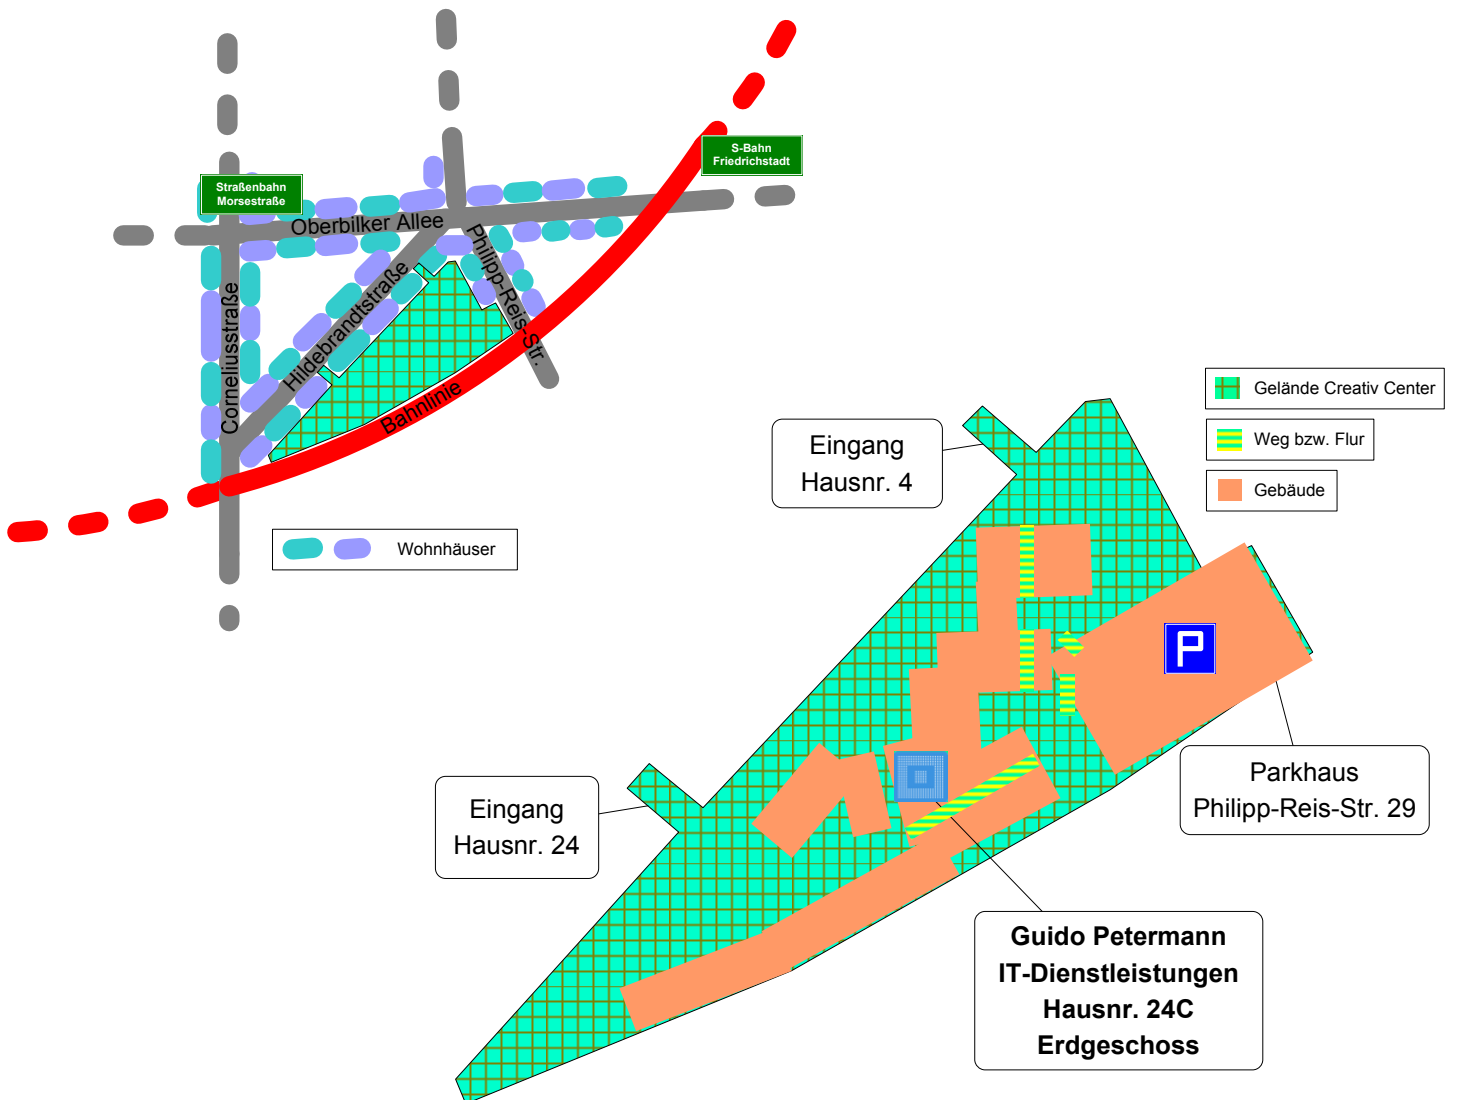 S-Bahn
Friedrichstadt
Straßenbahn
Morsestraße
Oberbilker Allee
Philipp-Reis-Str.
Hildebrandtstraße
Corneliusstraße
Bahnlinie
Wohnhäuser
Gelände Creativ Center
Weg bzw. Flur
Gebäude
Eingang
Hausnr. 4
P
Eingang
Hausnr. 24
Parkhaus
Philipp-Reis-Str. 29
Guido Petermann
IT-Dienstleistungen
Hausnr. 24C
Erdgeschoss